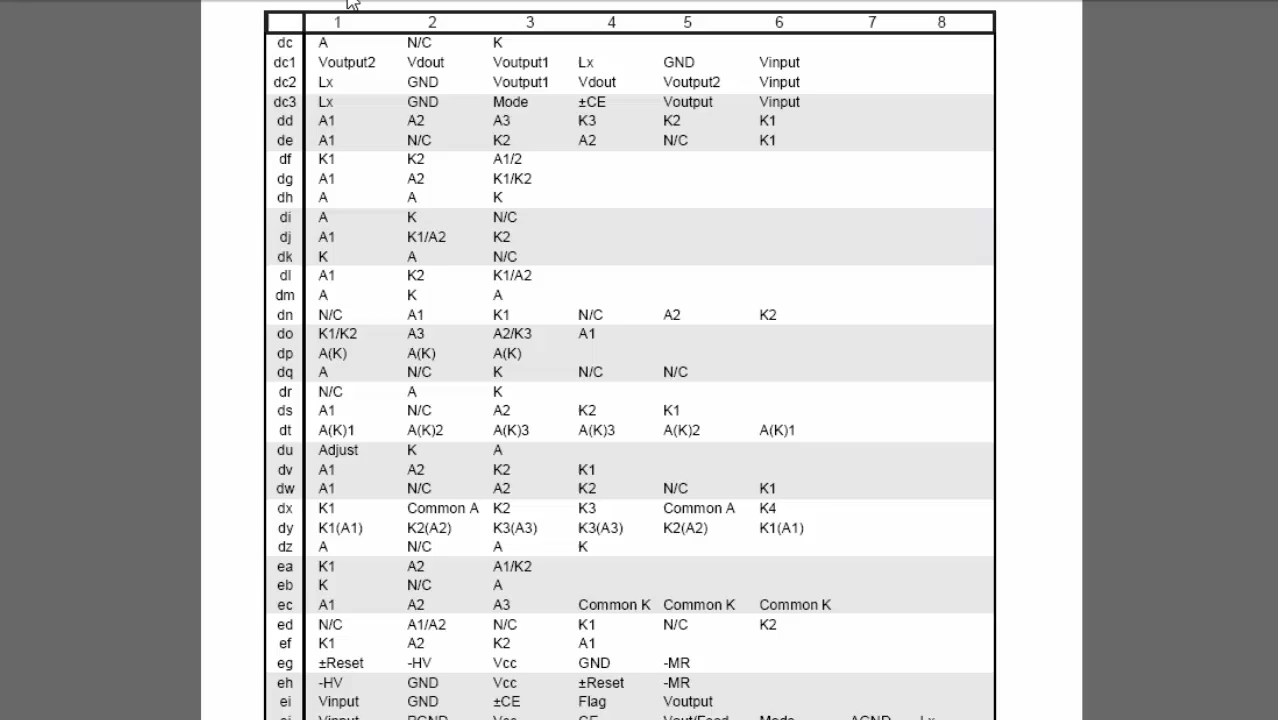 1 2 3 4 5 6 7 8
dc A N/C K
dc1 Voutput2 Vdout Voutput1 Lx GND Vinput
dc2 Lx GND Voutput1 Vdout Voutput2 Vinput
dc3 Lx GND Mode ±CE Voutput Vinput
dd A1 A2 A3 K3 K2 K1
de A1 N/C K2 A2 N/C K1
df K1 K2 A1/2
dg A1 A2 K1/K2
dh A A K
di A K N/C
dj A1 K1/A2 K2
dk K A N/C
dl A1 K2 K1/A2
dm A K A
dn N/C A1 K1 N/C A2 K2
do K1/K2 A3 A2/K3 A1
dp A(K) A(K) A(K)
dq A N/C K N/C N/C
dr N/C A K
ds A1 N/C A2 K2 K1
dt A(K)1 A(K)2 A(K)3 A(K)3 A(K)2 A(K)1
du Adjust K A
dv A1 A2 K2 K1
dw A1 N/C A2 K2 N/C K1
dx K1 Common A K2 K3 Common A K4
dy K1(A1) K2(A2) K3(A3) K3(A3) K2(A2) K1(A1)
dz A N/C A K
ea K1 A2 A1/K2
eb K N/C A
ec A1 A2 A3 Common K Common K Common K
ed N/C A1/A2 N/C K1 N/C K2
ef K1 A2 K2 A1
eg ±Reset -HV Vcc GND -MR
eh -HV GND Vcc ±Reset -MR
ei Vinput GND ±CE Flag Voutput